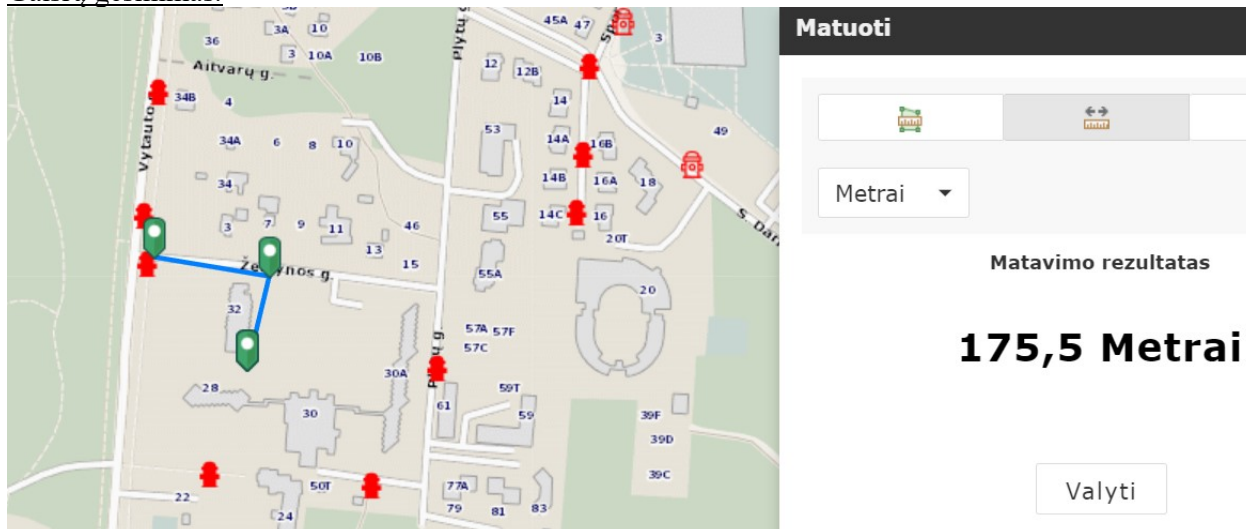 Matuoti
Metrai
Matavimo rezultatas
175,5 Metrai
Valyti
45A 47
3A 10
36
3 10A 10B
3
Aitvarų g.
Plytų g.
12
12B
34B
4
14
Vytauto
53
49
34A 6 8 10
14A 16B
34
14B 16A 18
3 7 9 11 46
55
14C 16
20T
S. Dari
13
15
nos g.
55A
20
32
57A 57F
57C
30A
28
59T
30
61
59
39F
39D
39C
50T
22
77A
24
79 81 83